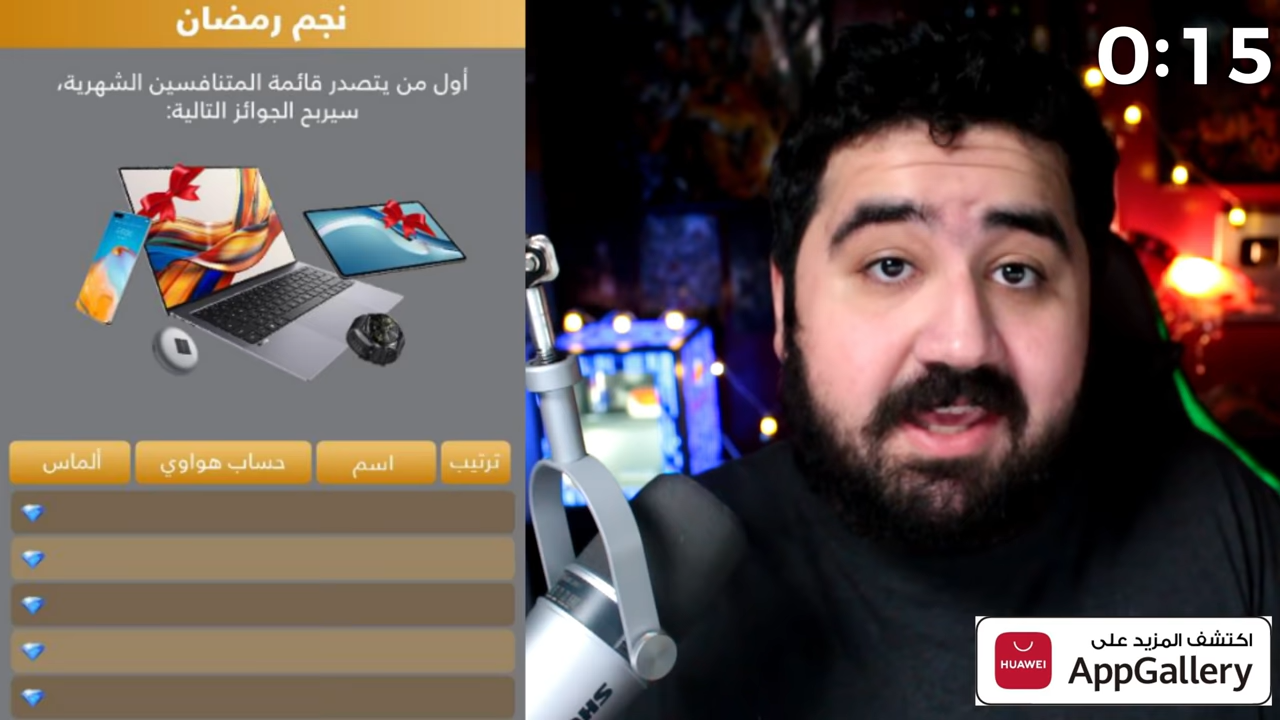 نجم رمضان
أول من يتصدر قائمة المتنافسين الشهرية،
سيربح الجوائز التالية:
ترتيب
اسم
حساب هواوي
ألماس
0:15
اكتشف المزيد على
AppGallery
HUAWEI